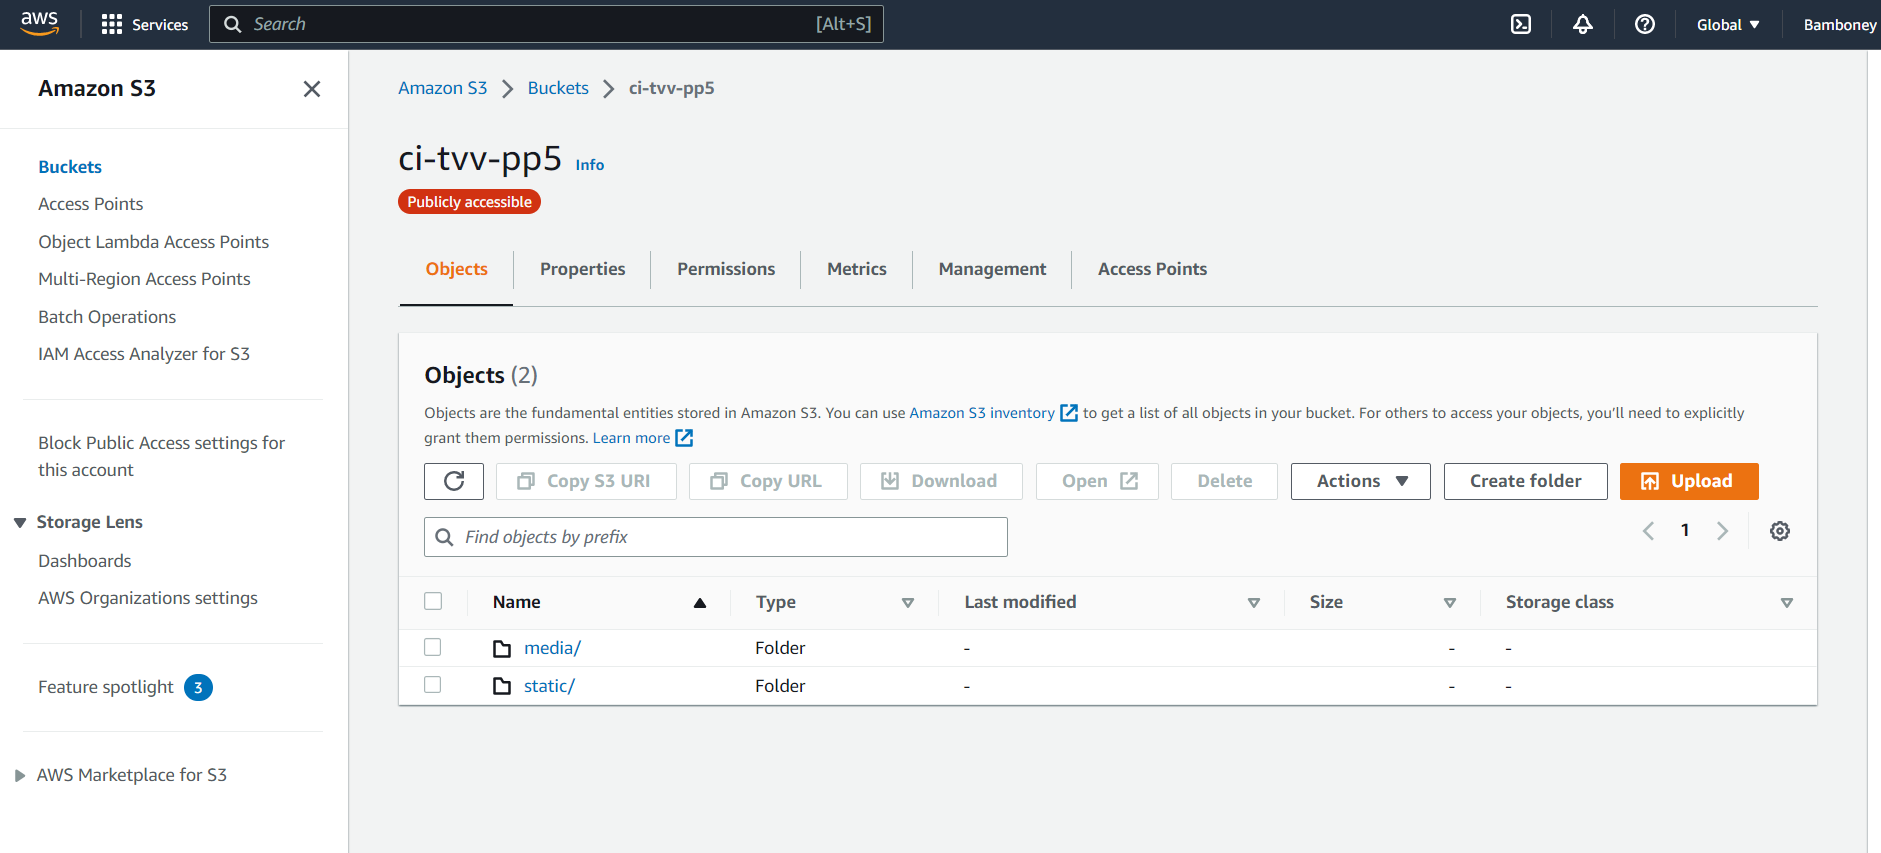 aws Services Search [Alt+S] Global Bamboney
Amazon S3
Buckets
Access Points
Object Lambda Access Points
Multi-Region Access Points
Batch Operations
IAM Access Analyzer for S3
Block Public Access settings for
this account
Storage Lens
Dashboards
AWS Organizations settings
Feature spotlight 3
AWS Marketplace for S3
Amazon S3 Buckets ci-tvv-pp5
ci-tvv-pp5 Info
Publicly accessible
Objects Properties Permissions Metrics Management Access Points
Objects (2)
Objects are the fundamental entities stored in Amazon S3. You can use Amazon S3 inventory to get a list of all objects in your bucket. For others to access your objects, you’ll need to explicitly
grant them permissions. Learn more
Copy S3 URI Copy URL Download Open Delete Actions Create folder Upload
Find objects by prefix 1
Name Type Last modified Size Storage class
media/ Folder - - -
static/ Folder - - -